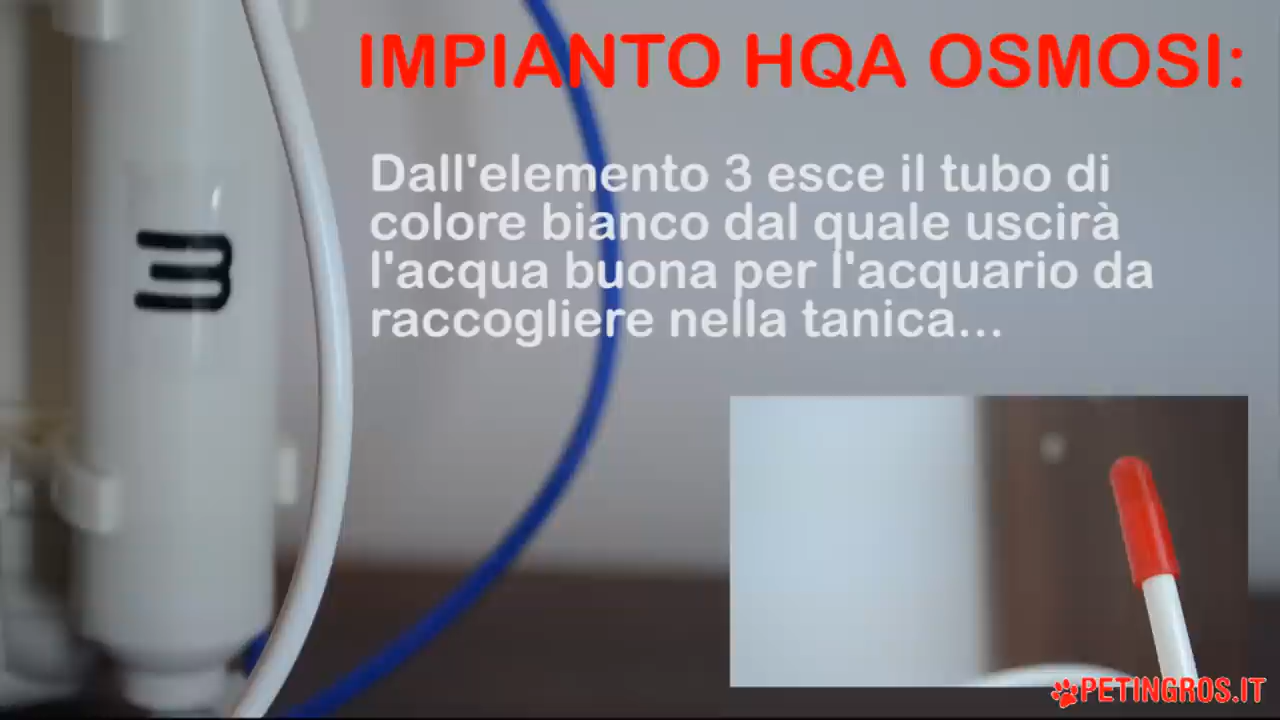 IMPIANTO HQA OSMOSI:
Dall'elemento 3 esce il tubo di
colore bianco dal quale uscirà
l'acqua buona per l'acquario da
raccogliere nella tanica...
3
PETINGROS.IT